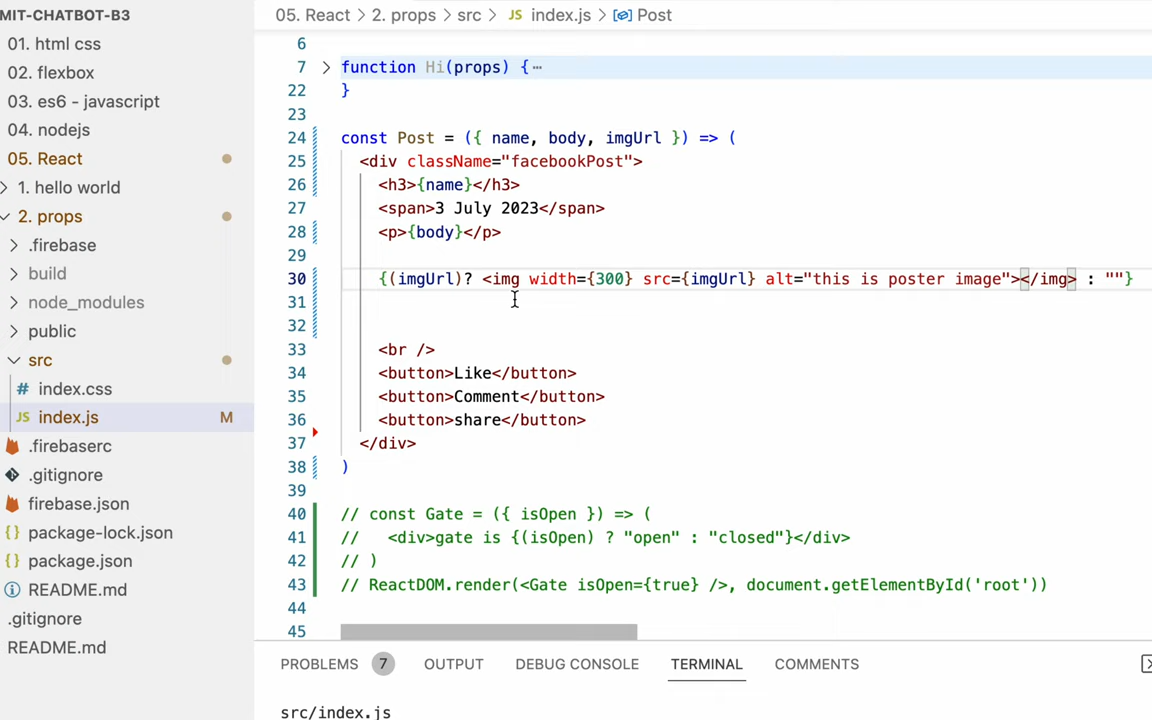 MIT-CHATBOT-B3
01. html css
02. flexbox
03. es6 - javascript
04. nodejs
05. React
1. hello world
2. props
.firebase
build
node_modules
public
src
# index.css
JS index.js M
.firebaserc
.gitignore
firebase.json
{} package-lock.json
{} package.json
README.md
.gitignore
README.md
05. React > 2. props > src > JS index.js > Post
6
7 function Hi(props) {⋯
22 }
23
24 const Post = ({ name, body, imgUrl }) => (
25 <div className="facebookPost">
26 <h3>{name}</h3>
27 <span>3 July 2023</span>
28 <p>{body}</p>
29
30 {(imgUrl)? <img width={300} src={imgUrl} alt="this is poster image"></img> : ""}
31
32
33 <br />
34 <button>Like</button>
35 <button>Comment</button>
36 <button>share</button>
37 </div>
38 )
39
40 // const Gate = ({ isOpen }) => (
41 //   <div>gate is {(isOpen) ? "open" : "closed"}</div>
42 // )
43 // ReactDOM.render(<Gate isOpen={true} />, document.getElementById('root'))
44
45
PROBLEMS 7 OUTPUT DEBUG CONSOLE TERMINAL COMMENTS
src/index.js